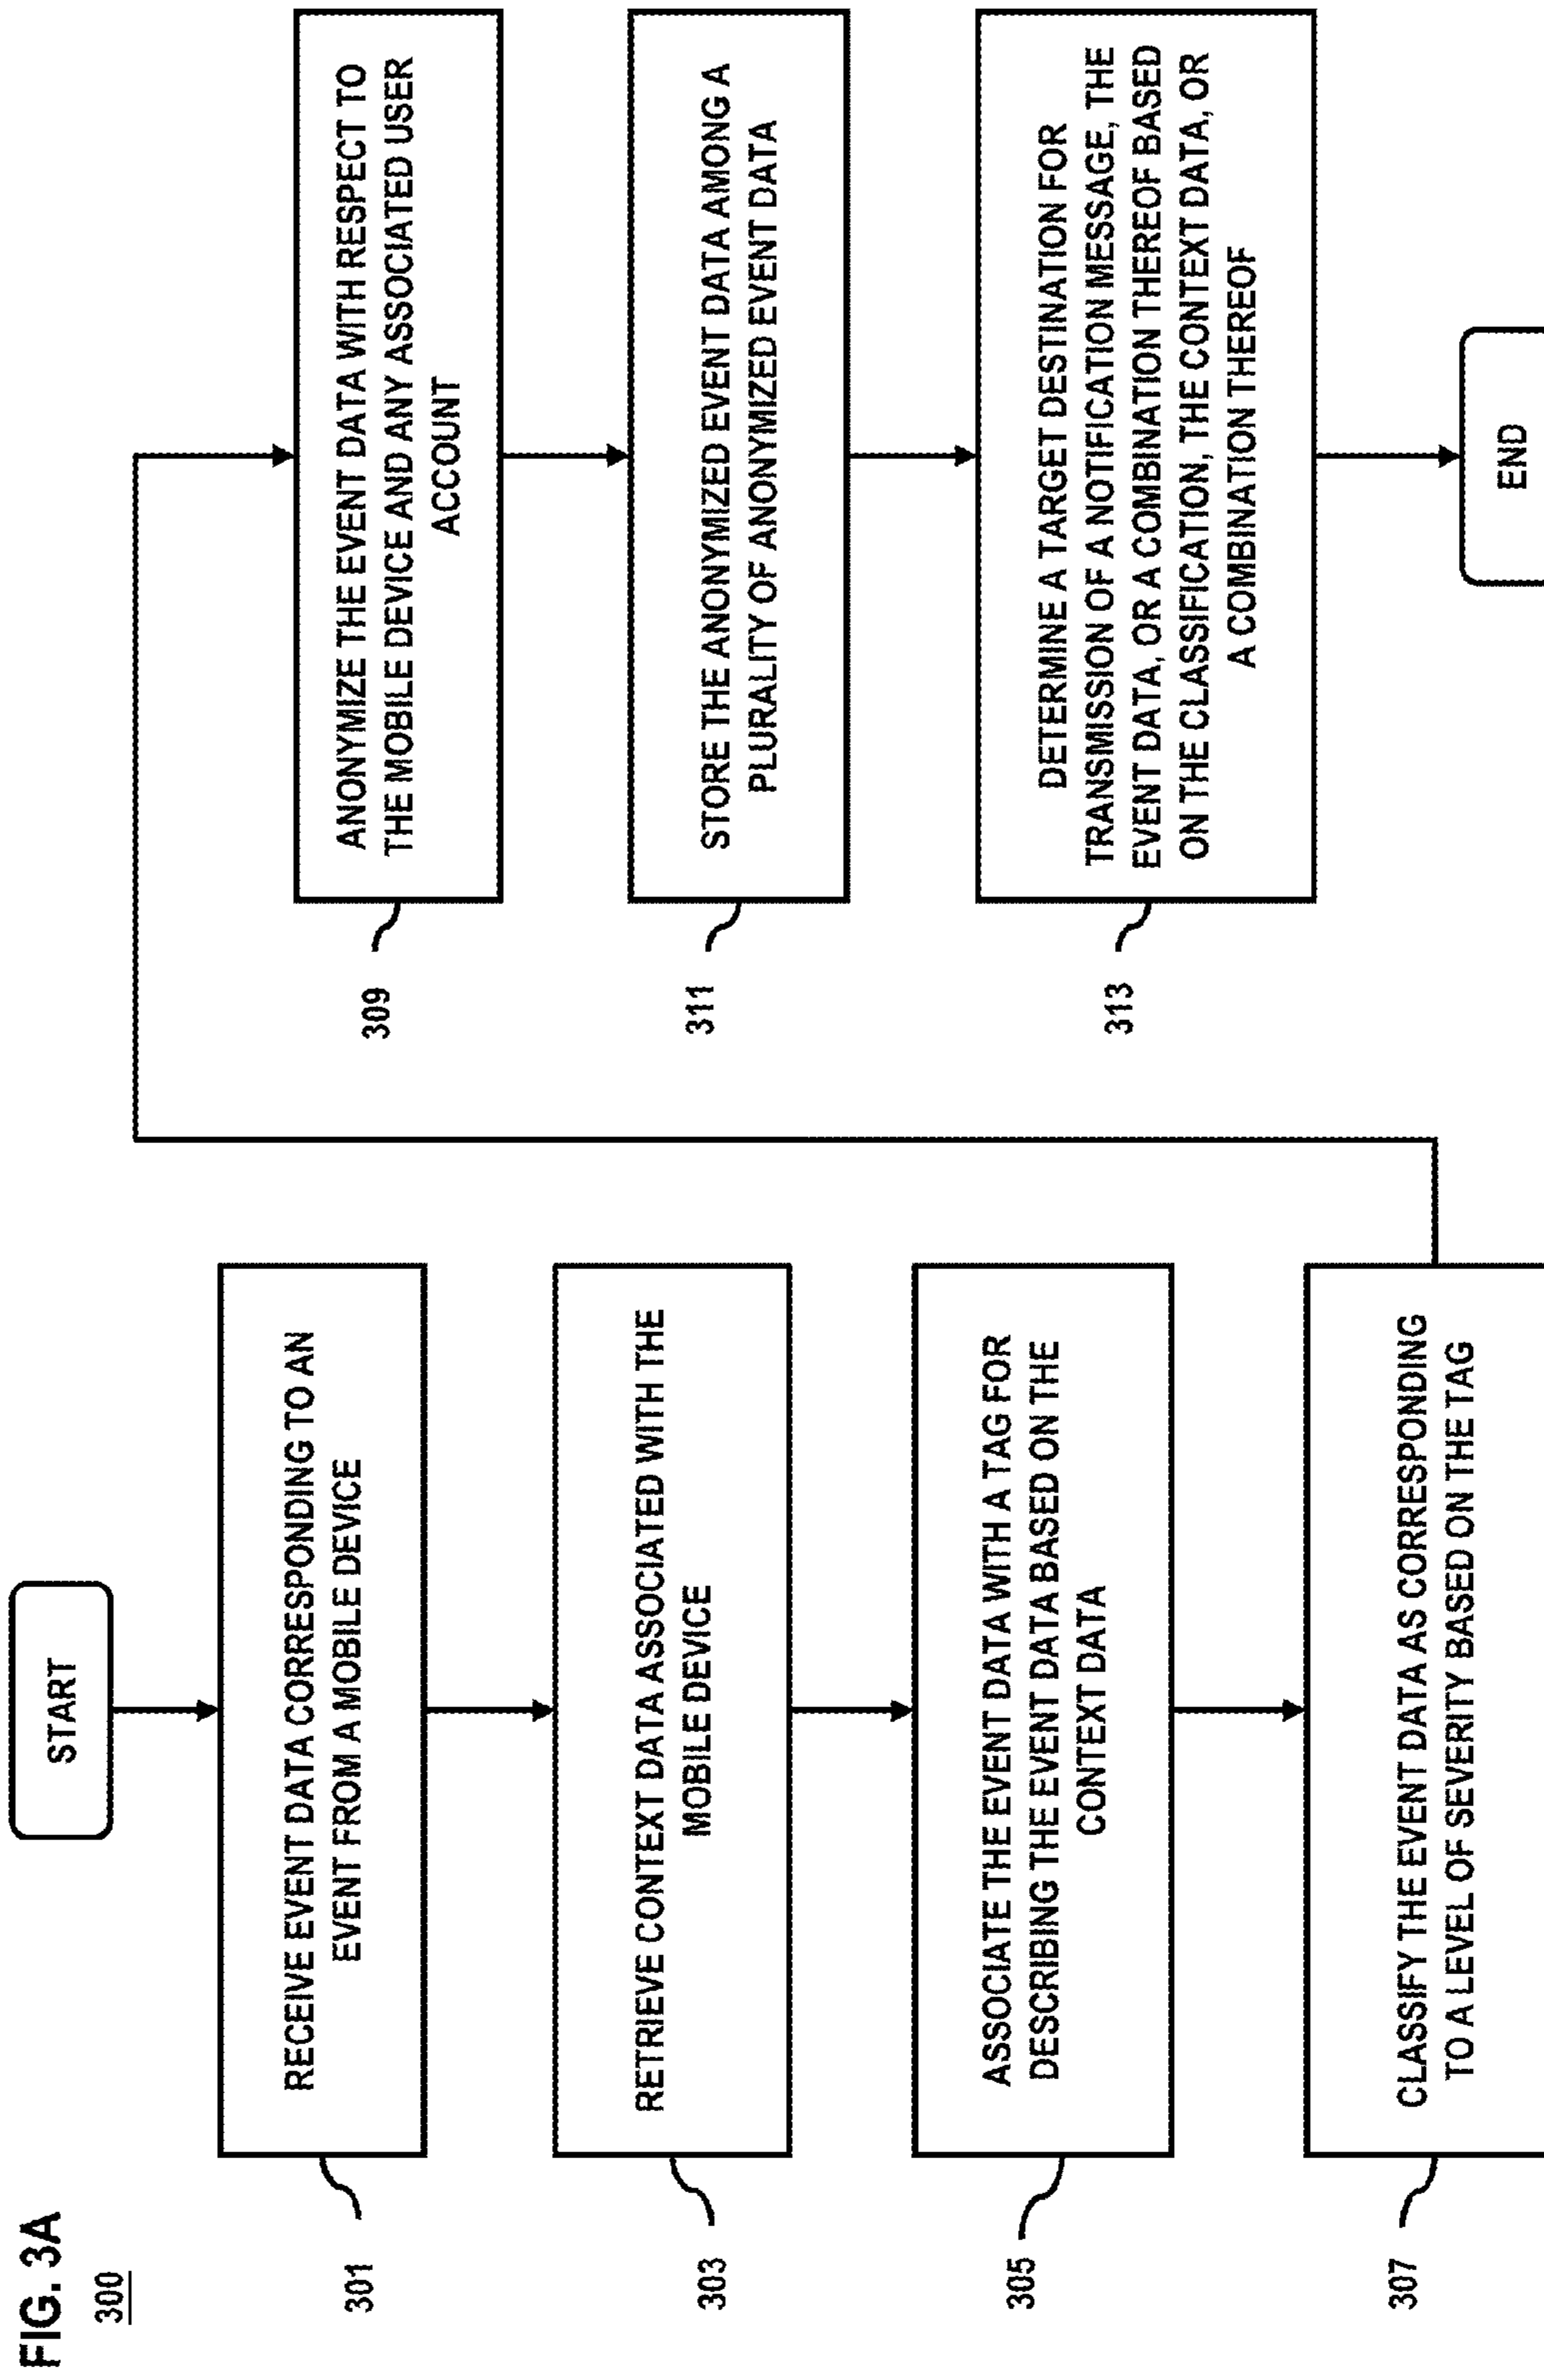 FIG. 3A
300
START
301
RECEIVE EVENT DATA CORRESPONDING TO AN
EVENT FROM A MOBILE DEVICE
303
RETRIEVE CONTEXT DATA ASSOCIATED WITH THE
MOBILE DEVICE
305
ASSOCIATE THE EVENT DATA WITH A TAG FOR
DESCRIBING THE EVENT DATA BASED ON THE
CONTEXT DATA
307
CLASSIFY THE EVENT DATA AS CORRESPONDING
TO A LEVEL OF SEVERITY BASED ON THE TAG
309
ANONYMIZE THE EVENT DATA WITH RESPECT TO
THE MOBILE DEVICE AND ANY ASSOCIATED USER
ACCOUNT
311
STORE THE ANONYMIZED EVENT DATA AMONG A
PLURALITY OF ANONYMIZED EVENT DATA
313
DETERMINE A TARGET DESTINATION FOR
TRANSMISSION OF A NOTIFICATION MESSAGE, THE
EVENT DATA, OR A COMBINATION THEREOF BASED
ON THE CLASSIFICATION, THE CONTEXT DATA, OR
A COMBINATION THEREOF
END